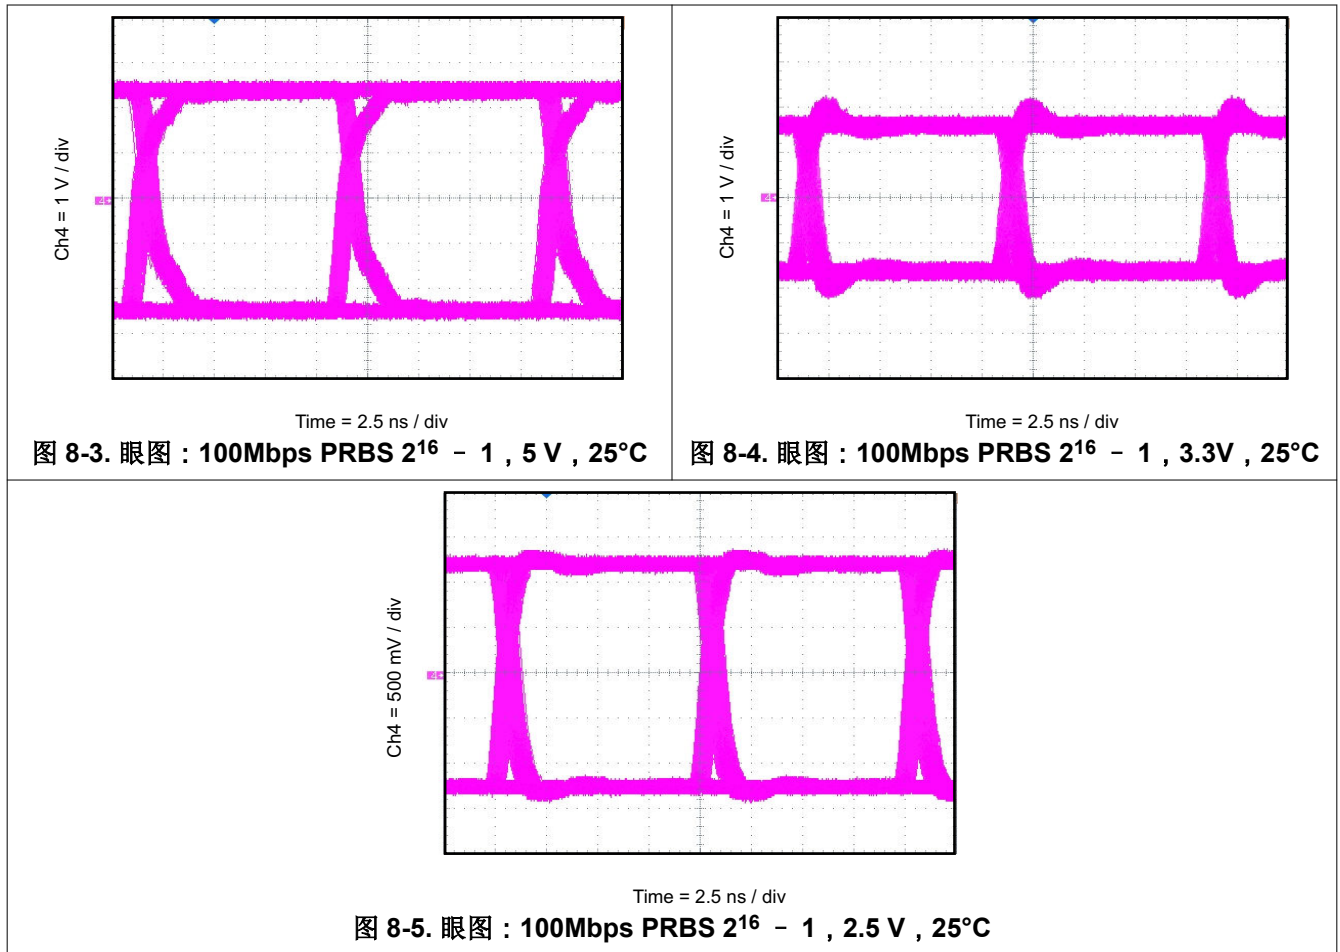 Ch4 = 1 V / div
Time = 2.5 ns / div
图 8-3. 眼图：100Mbps PRBS 2¹⁶ – 1，5 V，25°C
Ch4 = 1 V / div
Time = 2.5 ns / div
图 8-4. 眼图：100Mbps PRBS 2¹⁶ – 1，3.3V，25°C
Ch4 = 500 mV / div
Time = 2.5 ns / div
图 8-5. 眼图：100Mbps PRBS 2¹⁶ – 1，2.5 V，25°C